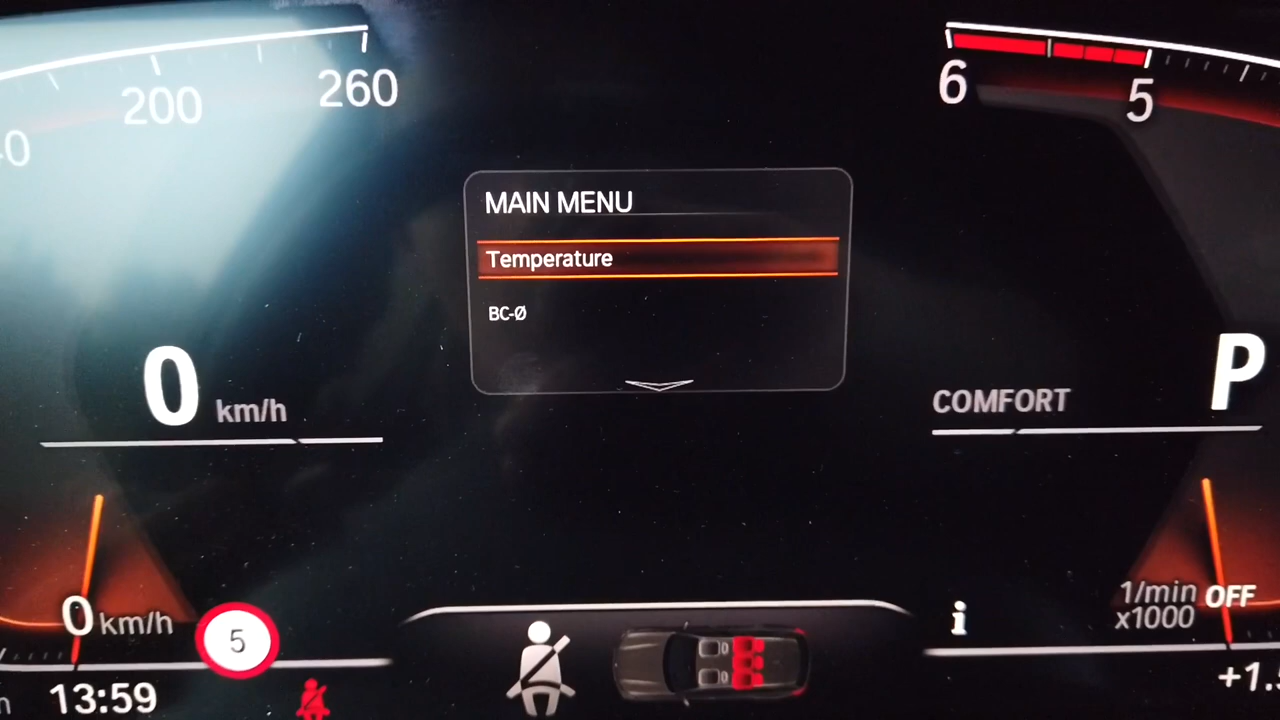 200
260
6
5
MAIN MENU
Temperature
BC-Ø
0 km/h
COMFORT
P
0 km/h
5
1/min
x1000
OFF
13:59